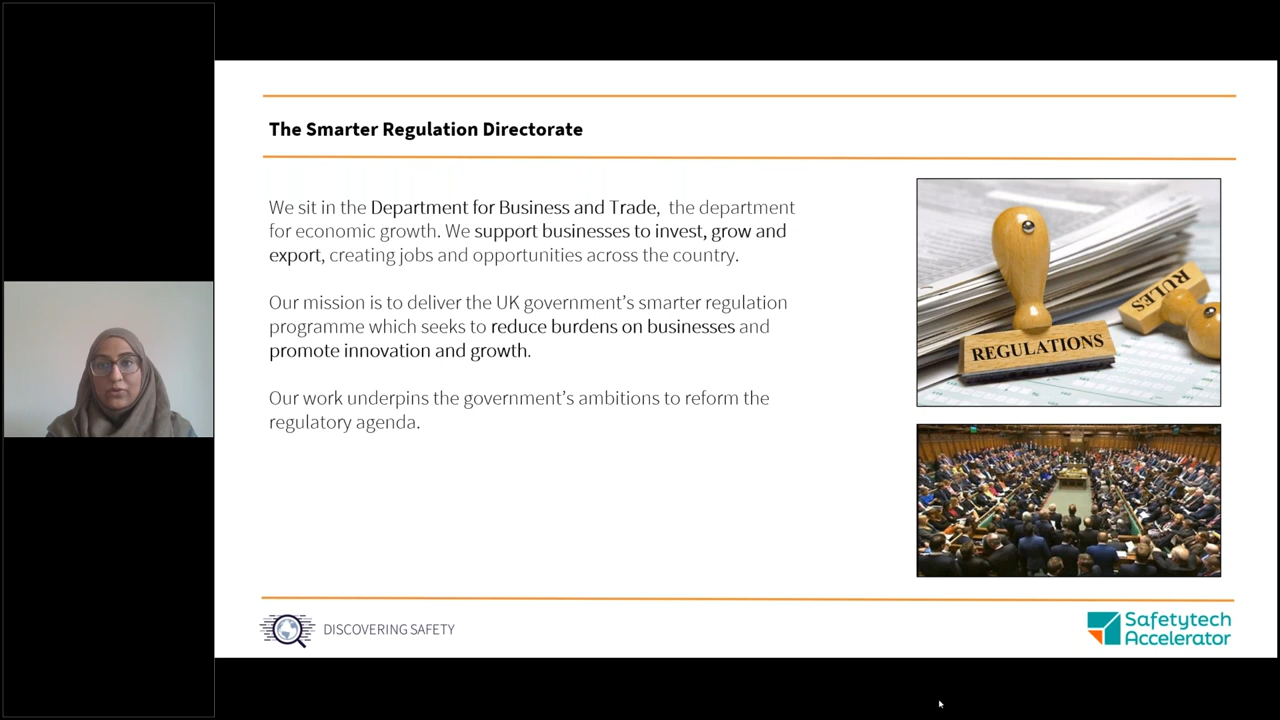 The Smarter Regulation Directorate
We sit in the Department for Business and Trade, the department
for economic growth. We support businesses to invest, grow and
export, creating jobs and opportunities across the country.
Our mission is to deliver the UK government’s smarter regulation
programme which seeks to reduce burdens on businesses and
promote innovation and growth.
Our work underpins the government’s ambitions to reform the
regulatory agenda.
RULES
REGULATIONS
DISCOVERING SAFETY
Safetytech
Accelerator